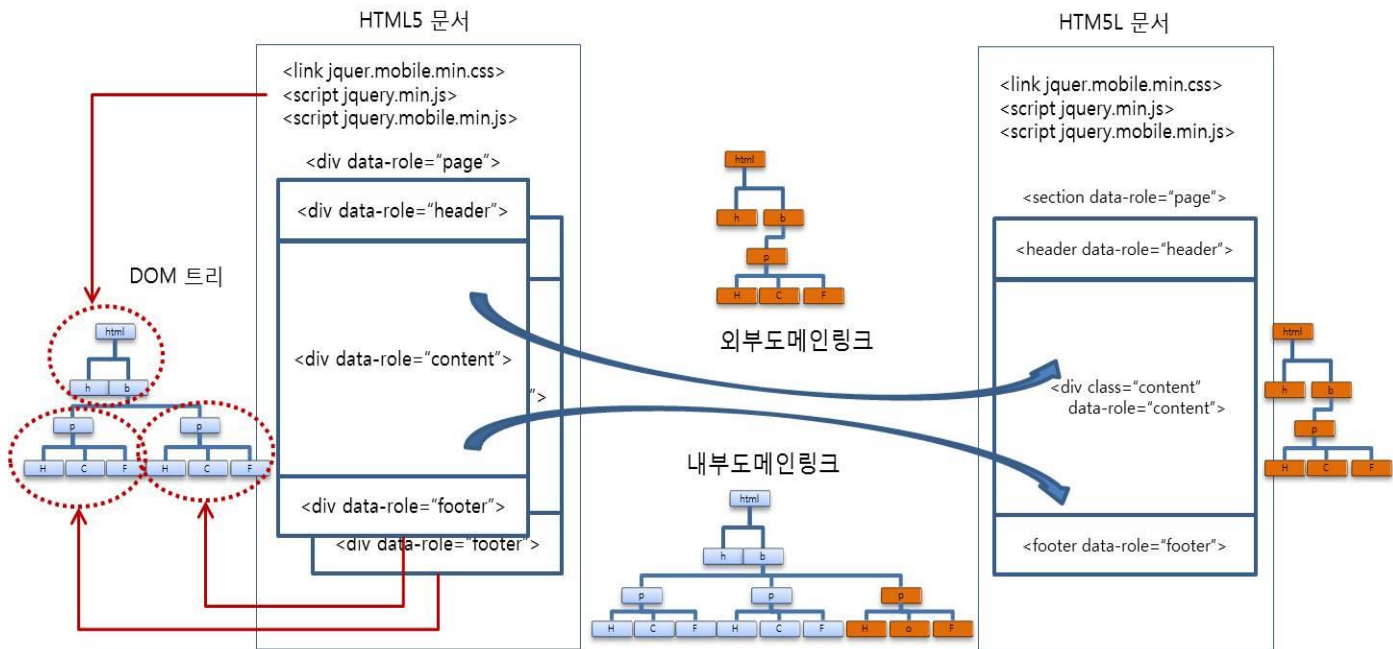 HTML5 문서
<link jquer.mobile.min.css>
<script jquery.min.js>
<script jquery.mobile.min.js>
<div data-role="page">
<div data-role="header">
<div data-role="content">
">
<div data-role="footer">
<div data-role="footer">
DOM 트리
html
h b
p p
H C F H C F
html
h b
p
H C F
외부도메인링크
내부도메인링크
html
h b
p p p
H C F H C F H o F
HTM5L 문서
<link jquer.mobile.min.css>
<script jquery.min.js>
<script jquery.mobile.min.js>
<section data-role="page">
<header data-role="header">
<div class="content"
data-role="content">
<footer data-role="footer">
html
h b
p
H C F